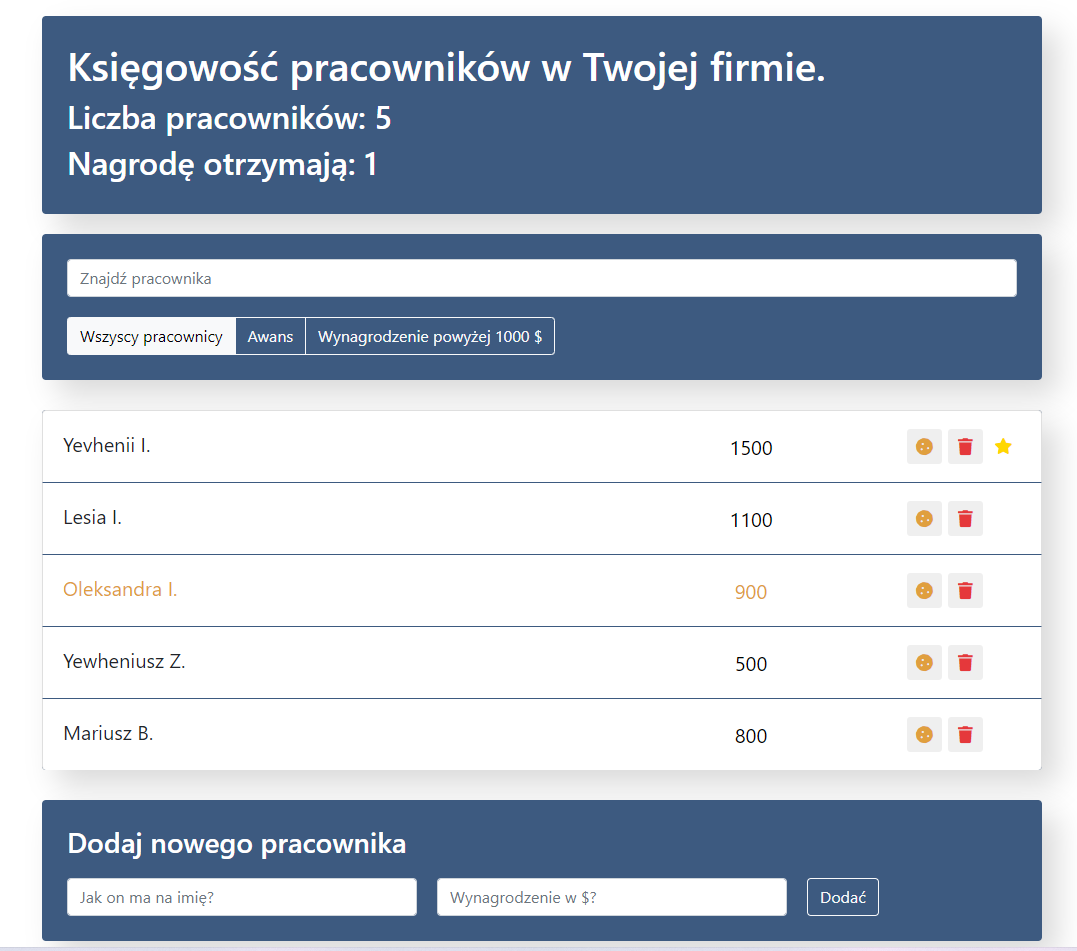 Księgowość pracowników w Twojej firmie.
Liczba pracowników: 5
Nagrodę otrzymają: 1
Znajdź pracownika
Wszyscy pracownicy Awans Wynagrodzenie powyżej 1000 $
Yevhenii I. 1500
Lesia I. 1100
Oleksandra I. 900
Yewheniusz Z. 500
Mariusz B. 800
Dodaj nowego pracownika
Jak on ma na imię? Wynagrodzenie w $? Dodać